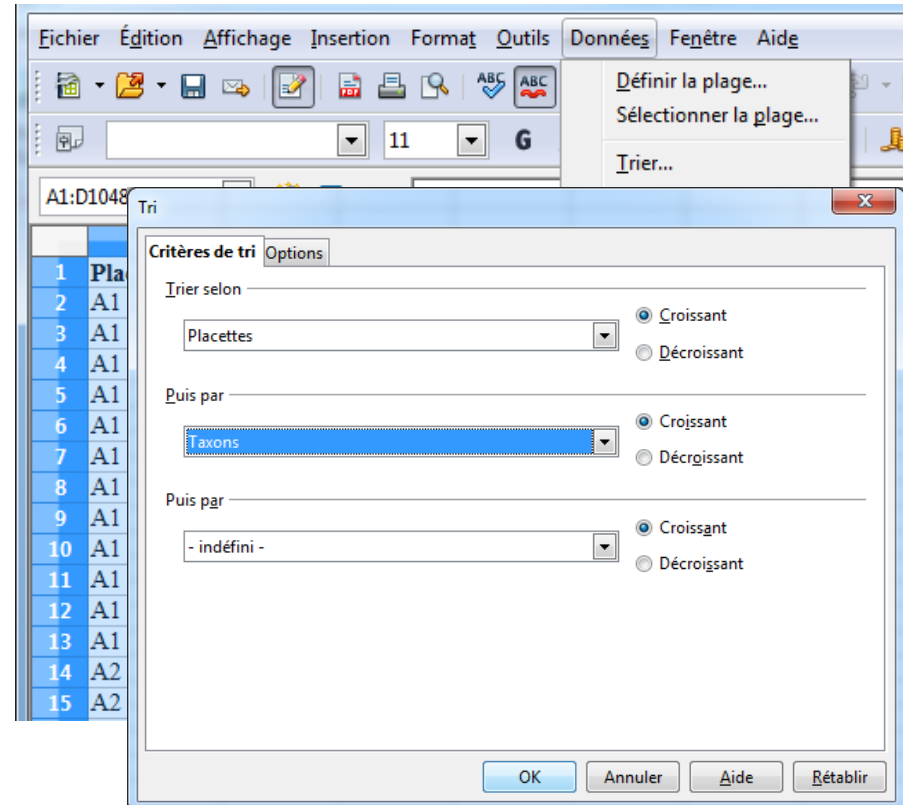 Fichier Édition Affichage Insertion Format Outils Données Fenêtre Aide
Définir la plage...
Sélectionner la plage...
ABC ABC
11 G
Trier...
A1:D1048
Tri
Critères de tri Options
1 Pla
2 A1
3 A1
4 A1
5 A1
6 A1
7 A1
8 A1
9 A1
10 A1
11 A1
12 A1
13 A1
14 A2
15 A2
Trier selon
Placettes
Croissant
Décroissant
Puis par
Taxons
Croissant
Décroissant
Puis par
- indéfini -
Croissant
Décroissant
OK Annuler Aide Rétablir